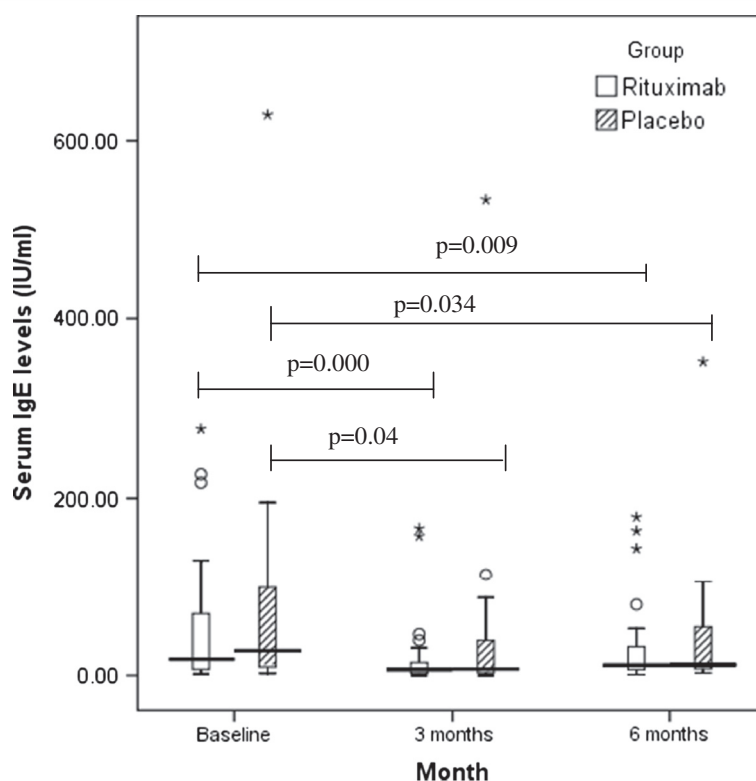 Group
Rituximab
Placebo
600.00
400.00
200.00
0.00
Serum IgE levels (IU/ml)
p=0.009
p=0.034
p=0.000
p=0.04
Baseline
3 months
6 months
Month